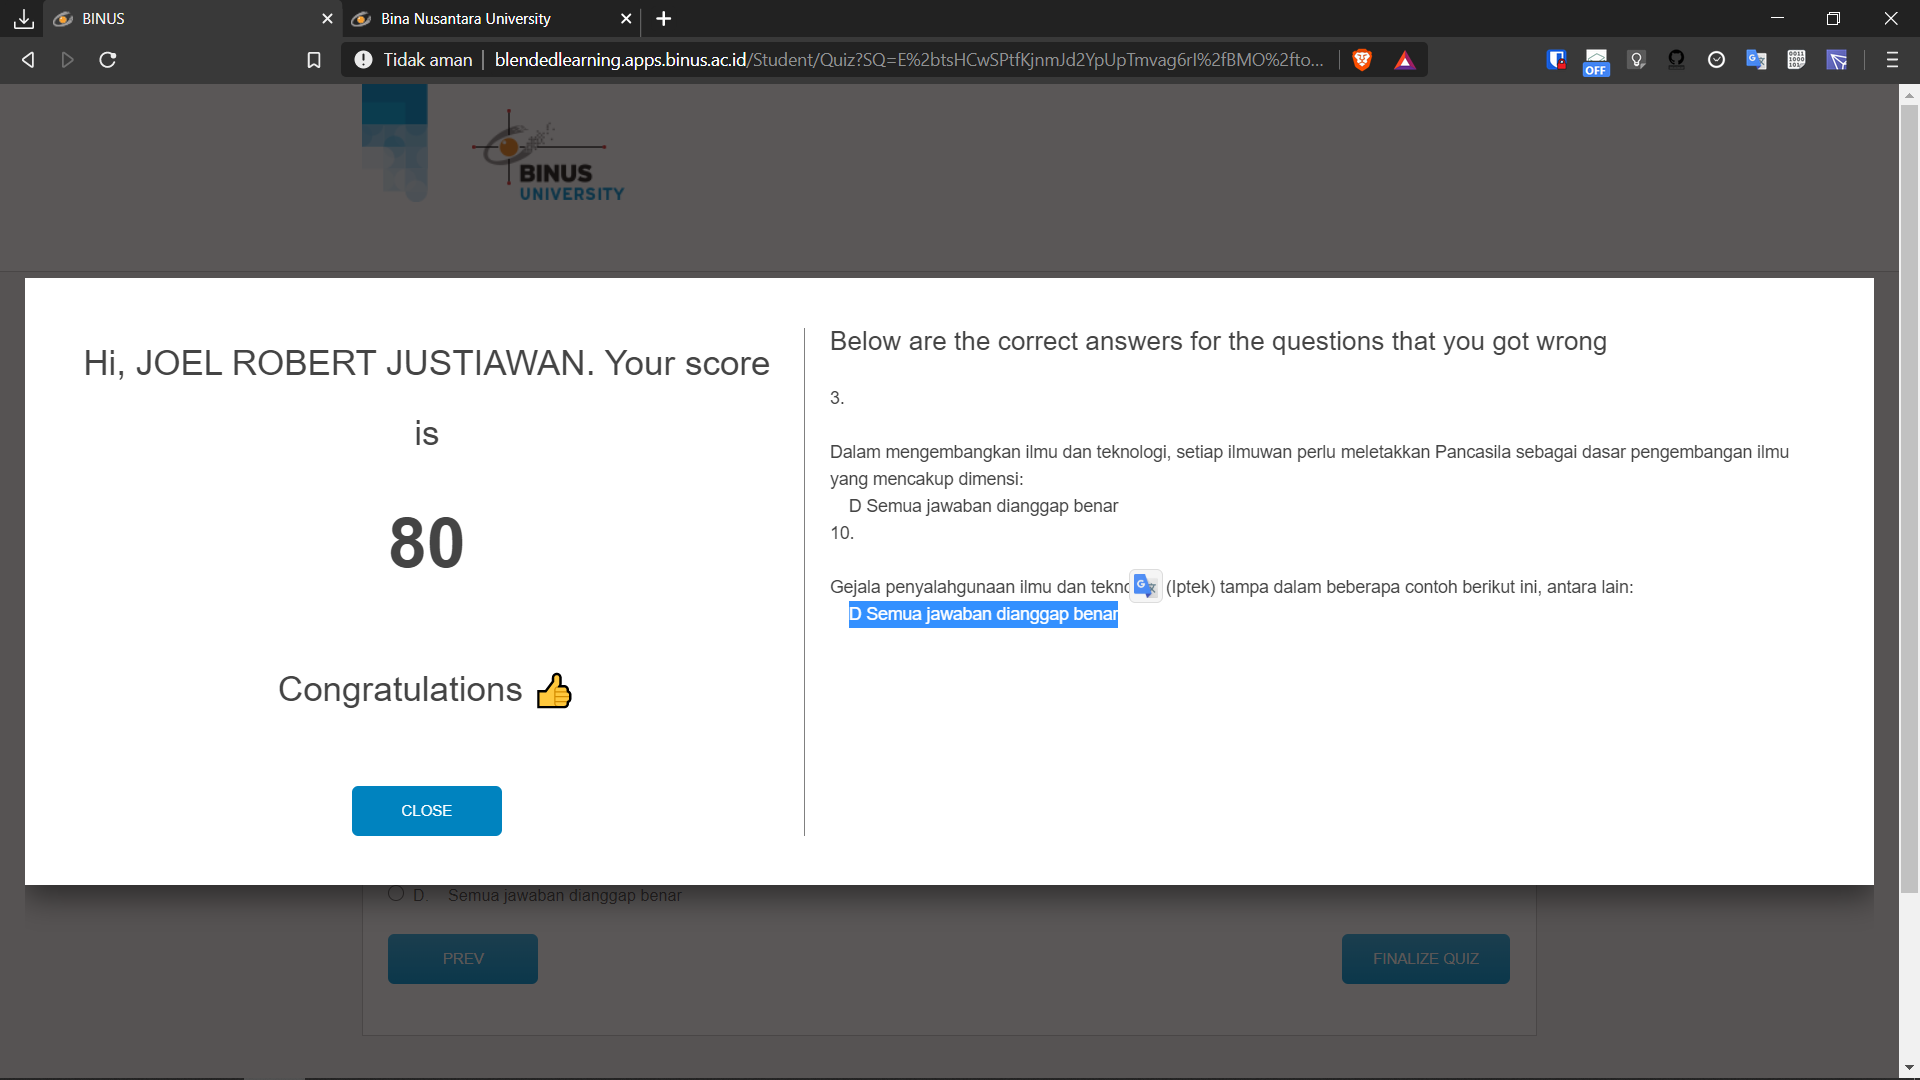 BINUS
Bina Nusantara University
Tidak aman
blendedlearning.apps.binus.ac.id/Student/Quiz?SQ=E%2btsHCwSPtfKjnmJd2YpUpTmvag6rI%2fBMO%2fto...
OFF
BINUS
UNIVERSITY
Hi, JOEL ROBERT JUSTIAWAN. Your score
is
80
Congratulations 👍
CLOSE
Below are the correct answers for the questions that you got wrong
3.
Dalam mengembangkan ilmu dan teknologi, setiap ilmuwan perlu meletakkan Pancasila sebagai dasar pengembangan ilmu
yang mencakup dimensi:
D Semua jawaban dianggap benar
10.
Gejala penyalahgunaan ilmu dan tekno (Iptek) tampa dalam beberapa contoh berikut ini, antara lain:
D Semua jawaban dianggap benar
D. Semua jawaban dianggap benar
PREV
FINALIZE QUIZ